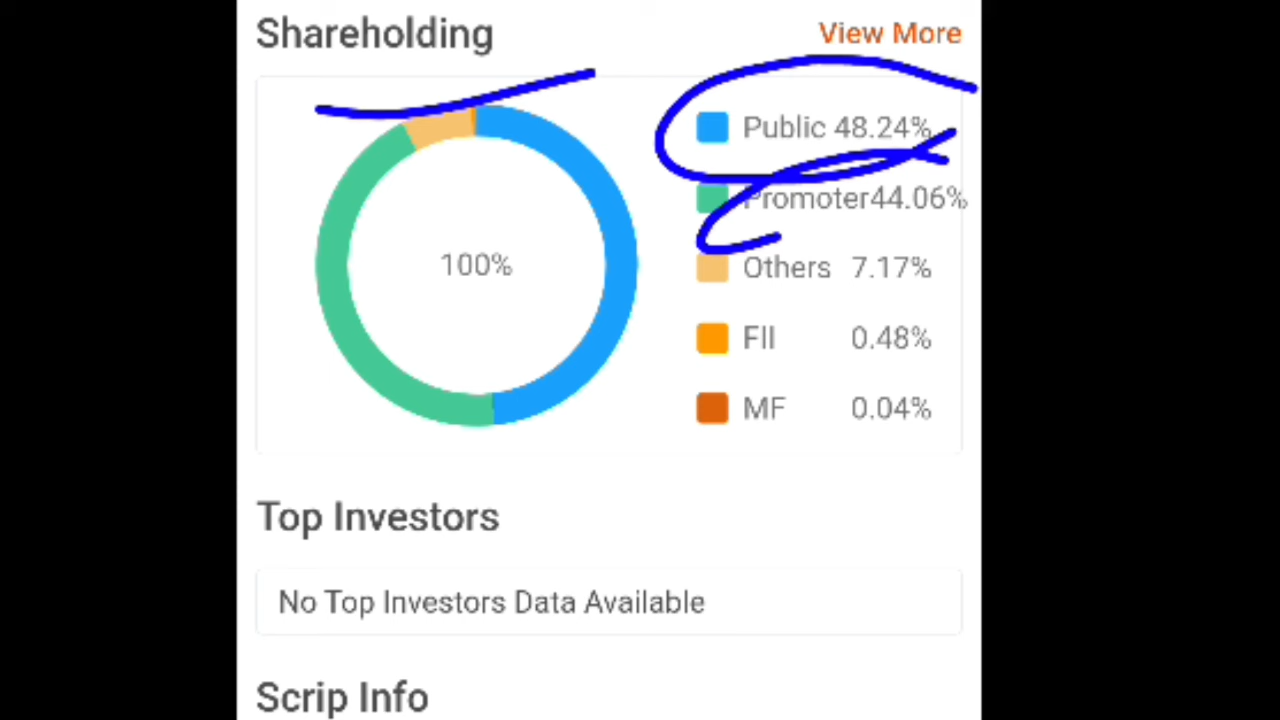 Shareholding
View More
Public 48.24%
Promoter44.06%
100%
Others 7.17%
FII 0.48%
MF 0.04%
Top Investors
No Top Investors Data Available
Scrip Info